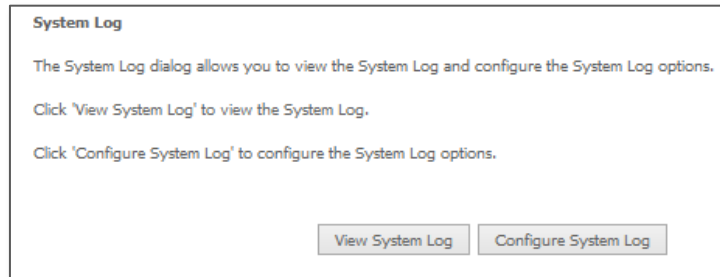 System Log
The System Log dialog allows you to view the System Log and configure the System Log options.
Click 'View System Log' to view the System Log.
Click 'Configure System Log' to configure the System Log options.
View System Log Configure System Log